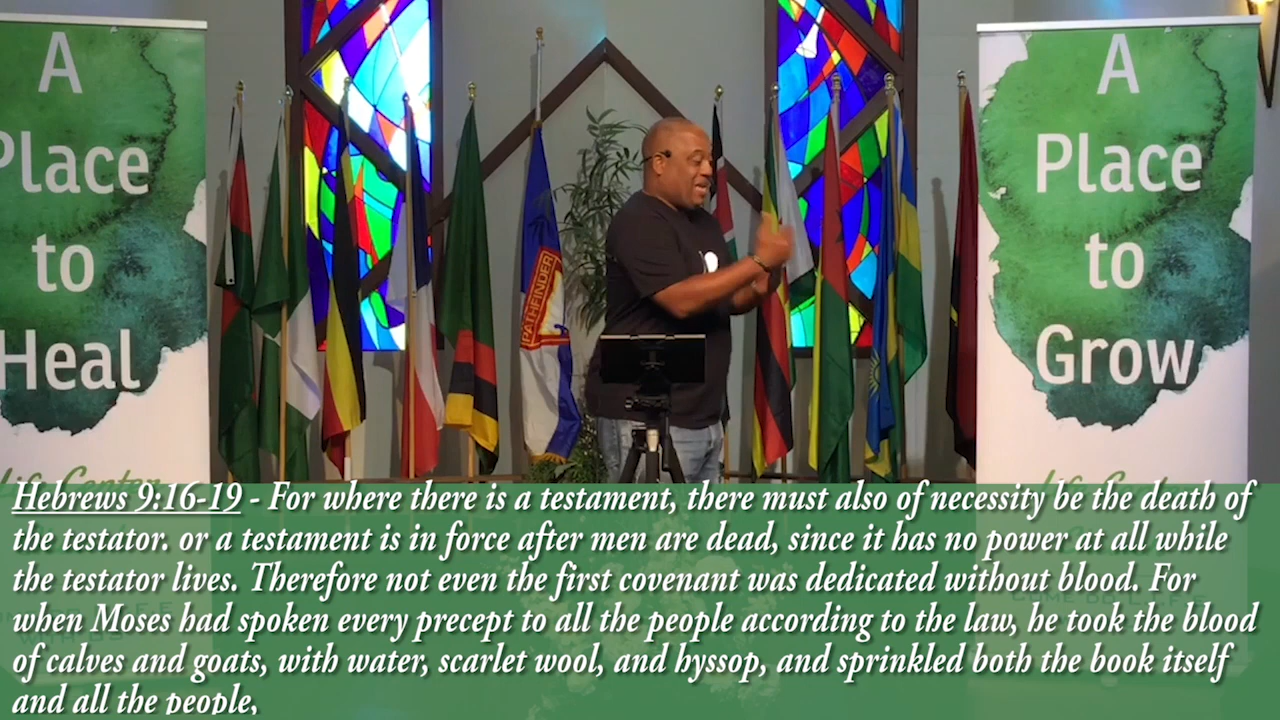 A
Place
to
Heal
Life Center
A
Place
to
Grow
PATHFINDER
Hebrews 9:16-19 - For where there is a testament, there must also of necessity be the death of
the testator. or a testament is in force after men are dead, since it has no power at all while
the testator lives. Therefore not even the first covenant was dedicated without blood. For
when Moses had spoken every precept to all the people according to the law, he took the blood
of calves and goats, with water, scarlet wool, and hyssop, and sprinkled both the book itself
and all the people,